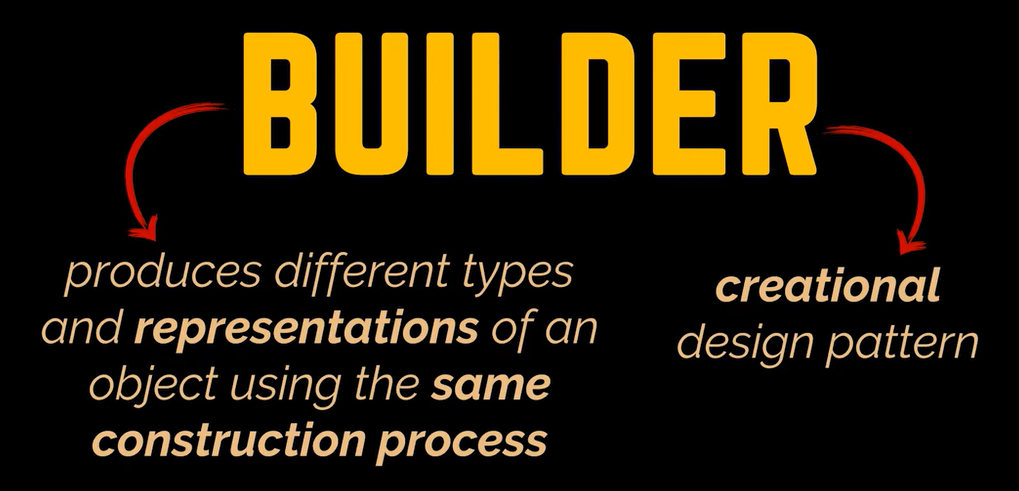 BUILDER
produces different types
and representations of an
object using the same
construction process
creational
design pattern